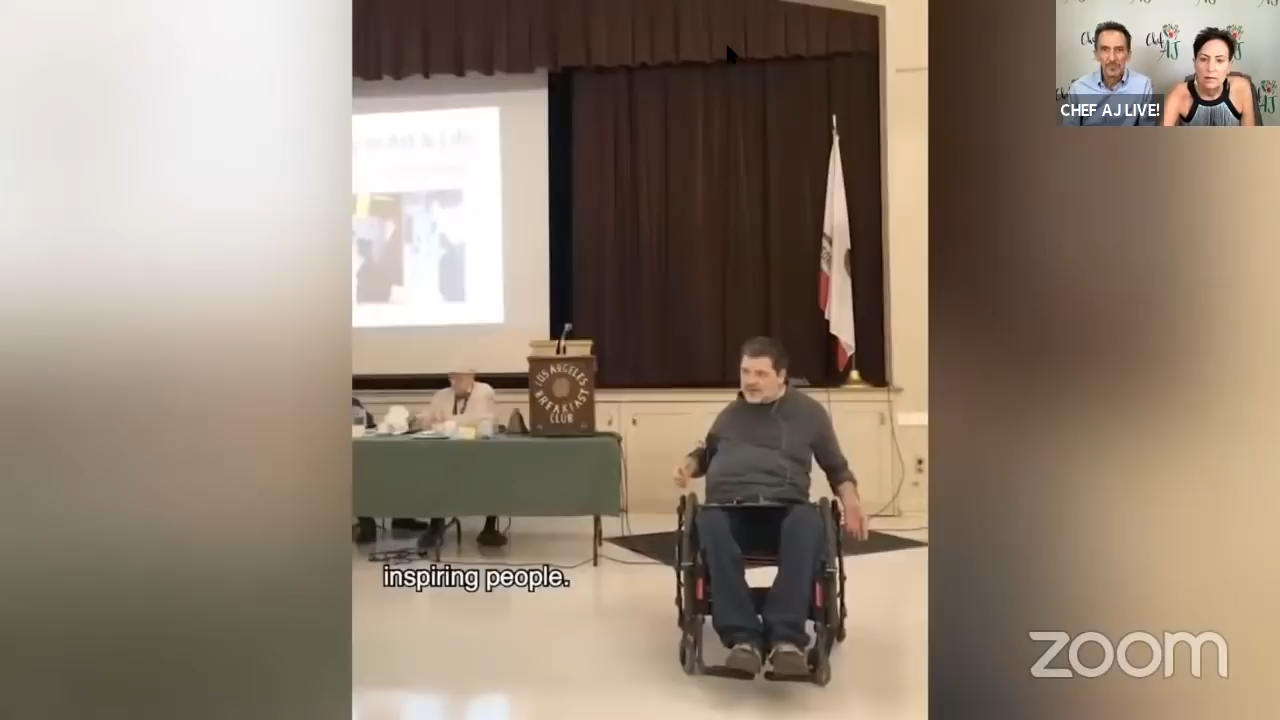 CHEF AJ LIVE!
LOS ANGELES
BREAKFAST
CLUB
inspiring people.
zoom